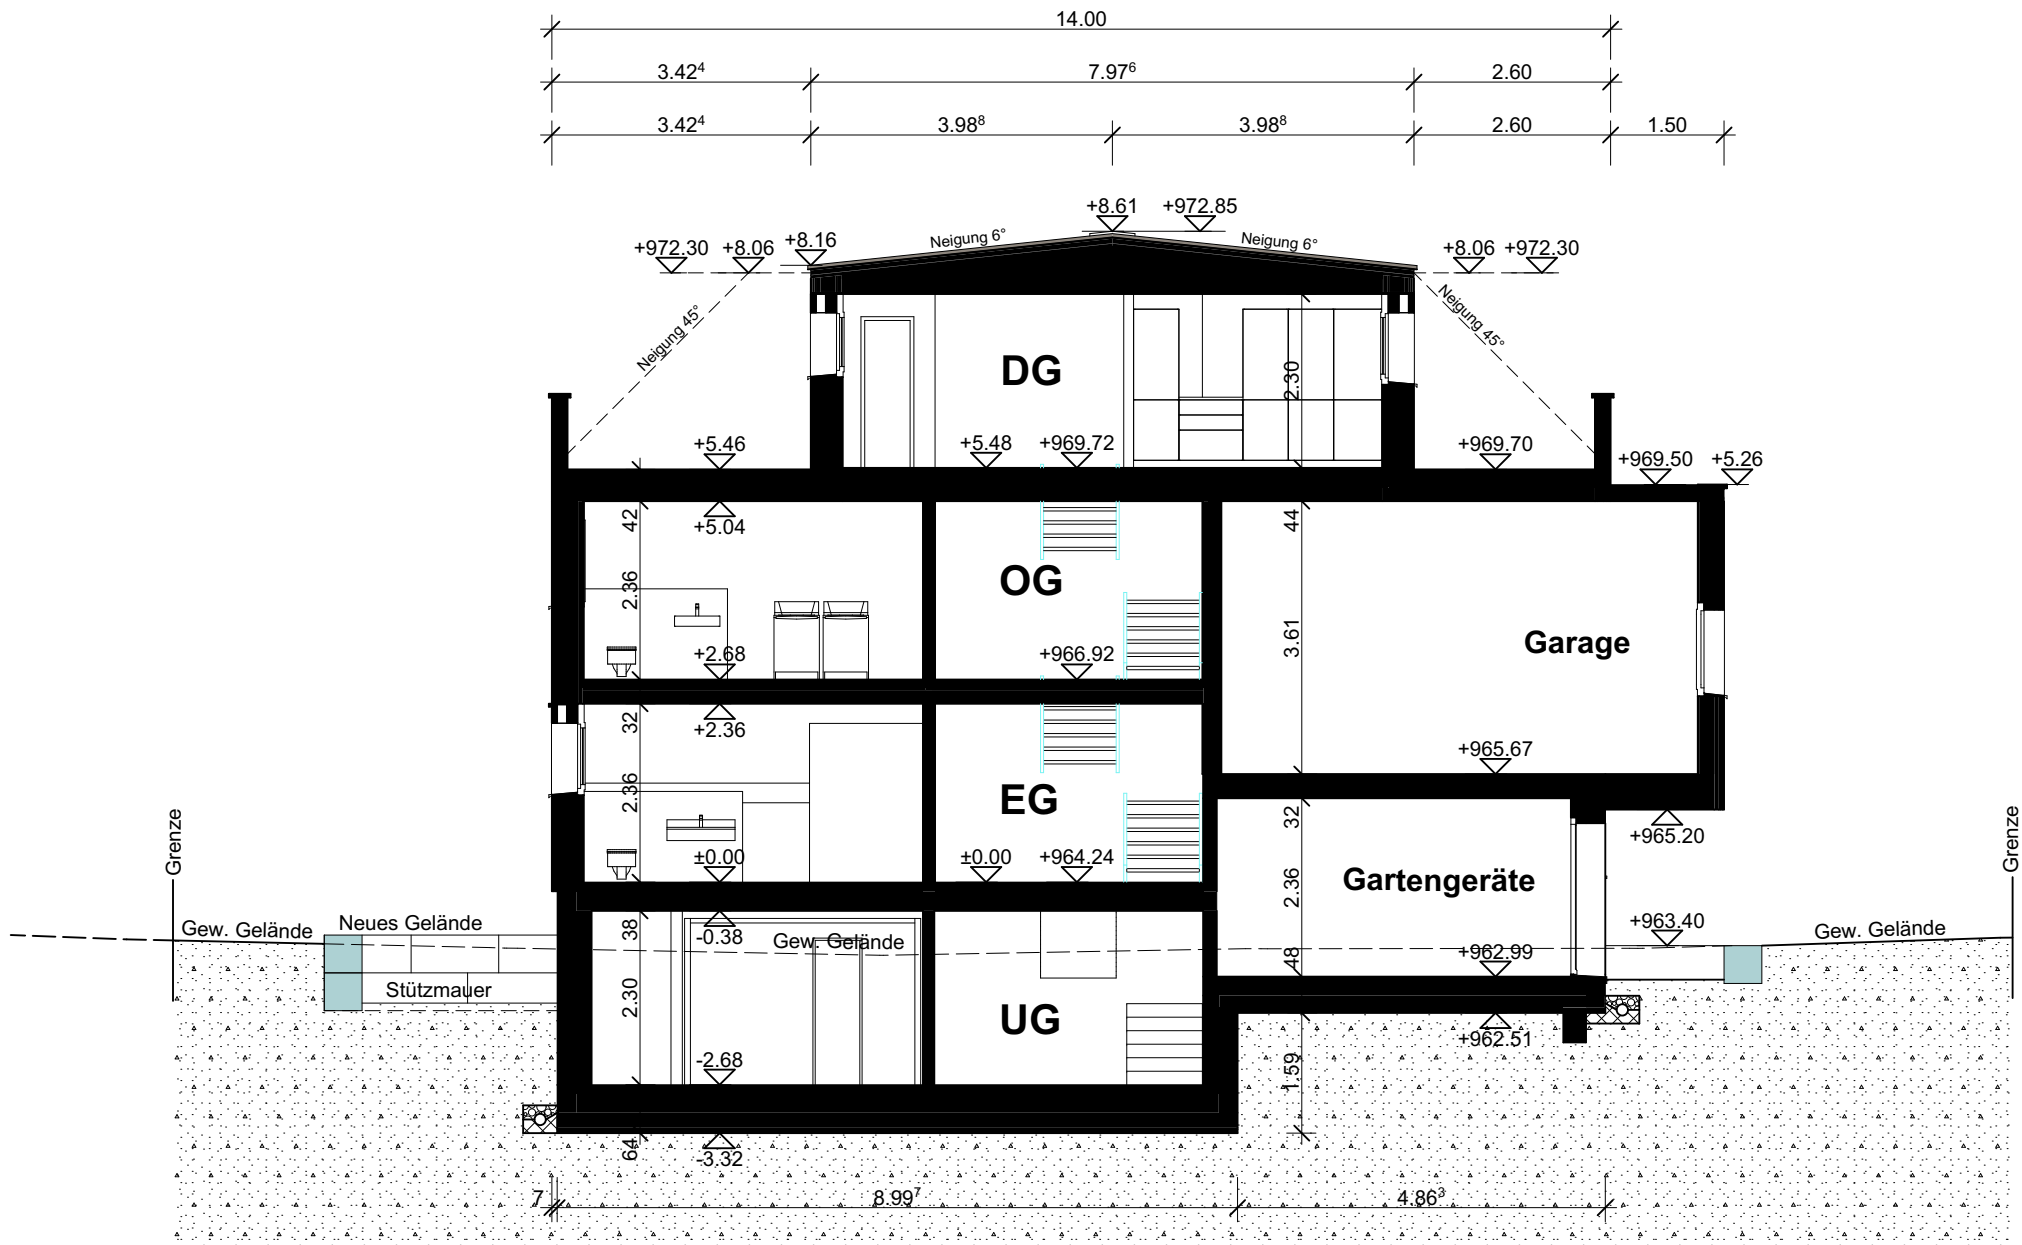 14.00
3.42⁴ 7.97⁶ 2.60
3.42⁴ 3.98⁸ 3.98⁸ 2.60 1.50
+8.61 +972.85
+972.30 +8.06 +8.16 Neigung 6° Neigung 6° +8.06 +972.30
Neigung 45° Neigung 45°
DG 2.30
+5.46 +5.48 +969.72 +969.70 +969.50 +5.26
42 +5.04 44
2.36 OG
3.61 Garage
+2.68 +966.92
32 +2.36 +965.67
2.36 EG 32 +965.20
Grenze ±0.00 ±0.00 +964.24 Grenze
2.36 Gartengeräte
Gew. Gelände Neues Gelände 38 -0.38 Gew. Gelände +963.40 Gew. Gelände
48 +962.99
Stützmauer 2.30
UG +962.51
-2.68 1.59
64 -3.32
7 8.99⁷ 4.86³